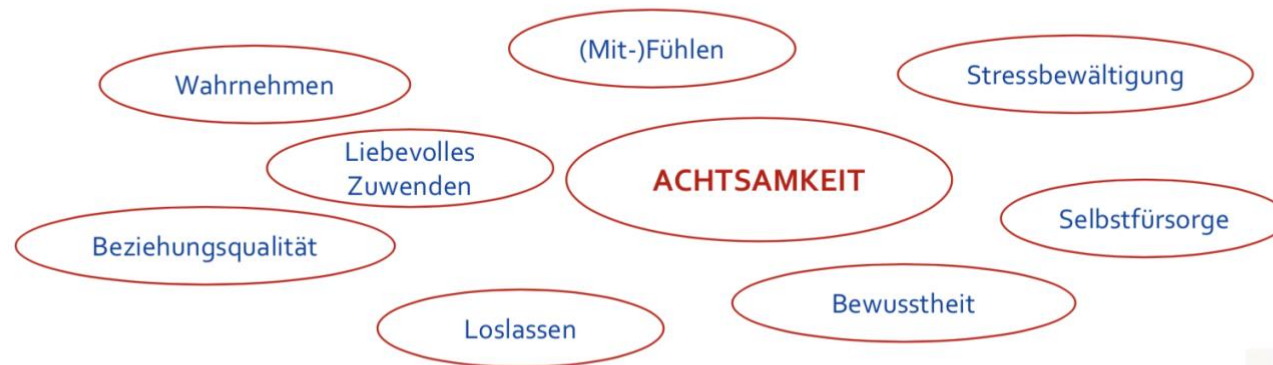 (Mit-)Fühlen
Wahrnehmen
Stressbewältigung
Liebevolles
Zuwenden
ACHTSAMKEIT
Selbstfürsorge
Beziehungsqualität
Loslassen
Bewusstheit